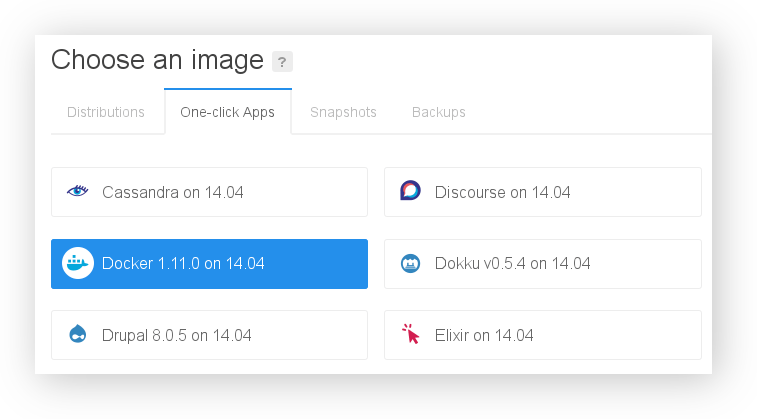 Choose an image ?
Distributions One-click Apps Snapshots Backups
Cassandra on 14.04 Discourse on 14.04
Docker 1.11.0 on 14.04 Dokku v0.5.4 on 14.04
Drupal 8.0.5 on 14.04 Elixir on 14.04